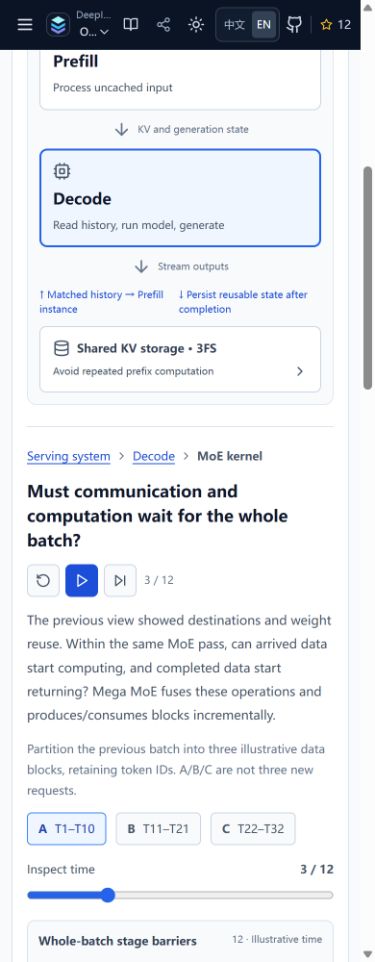 Deepl...
O...
中文
EN
12
Prefill
Process uncached input
KV and generation state
Decode
Read history, run model, generate
Stream outputs
↑ Matched history → Prefill
instance
↓ Persist reusable state after
completion
Shared KV storage • 3FS
Avoid repeated prefix computation
Serving system > Decode > MoE kernel
Must communication and
computation wait for the whole
batch?
3 / 12
The previous view showed destinations and weight
reuse. Within the same MoE pass, can arrived data
start computing, and completed data start
returning? Mega MoE fuses these operations and
produces/consumes blocks incrementally.
Partition the previous batch into three illustrative data
blocks, retaining token IDs. A/B/C are not three new
requests.
A T1–T10
B T11–T21
C T22–T32
Inspect time
3 / 12
Whole-batch stage barriers
12 · Illustrative time